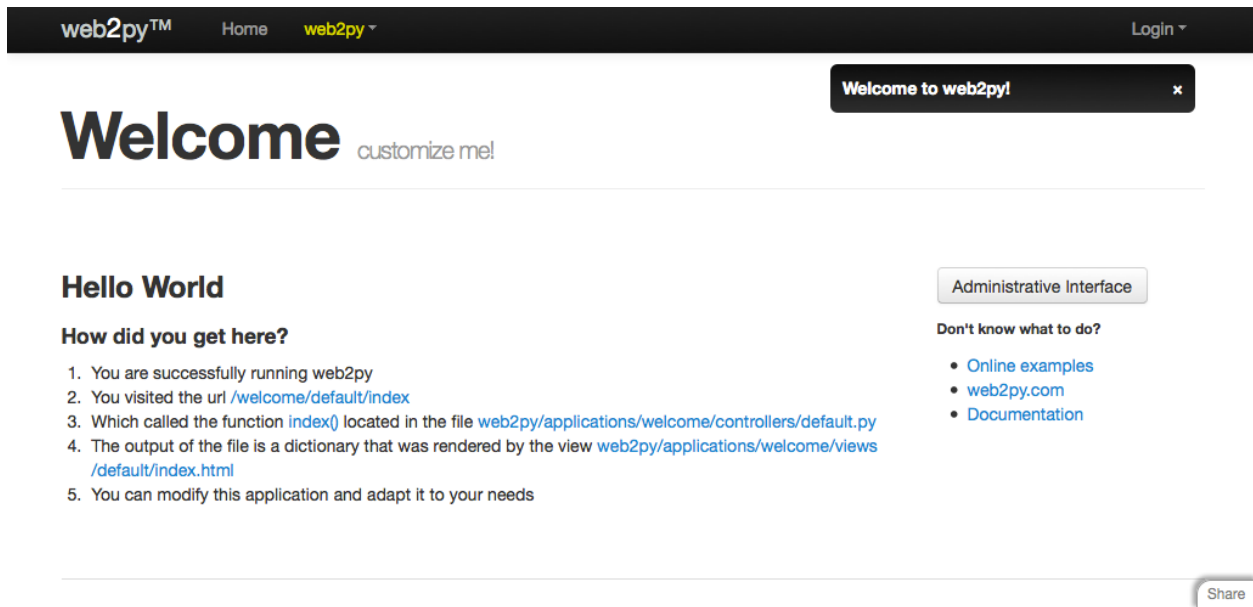 web2py™ Home web2py Login
Welcome to web2py! ×
Welcome customize me!
Hello World
How did you get here?
1. You are successfully running web2py
2. You visited the url /welcome/default/index
3. Which called the function index() located in the file web2py/applications/welcome/controllers/default.py
4. The output of the file is a dictionary that was rendered by the view web2py/applications/welcome/views
/default/index.html
5. You can modify this application and adapt it to your needs
Administrative Interface
Don't know what to do?
• Online examples
• web2py.com
• Documentation
Share